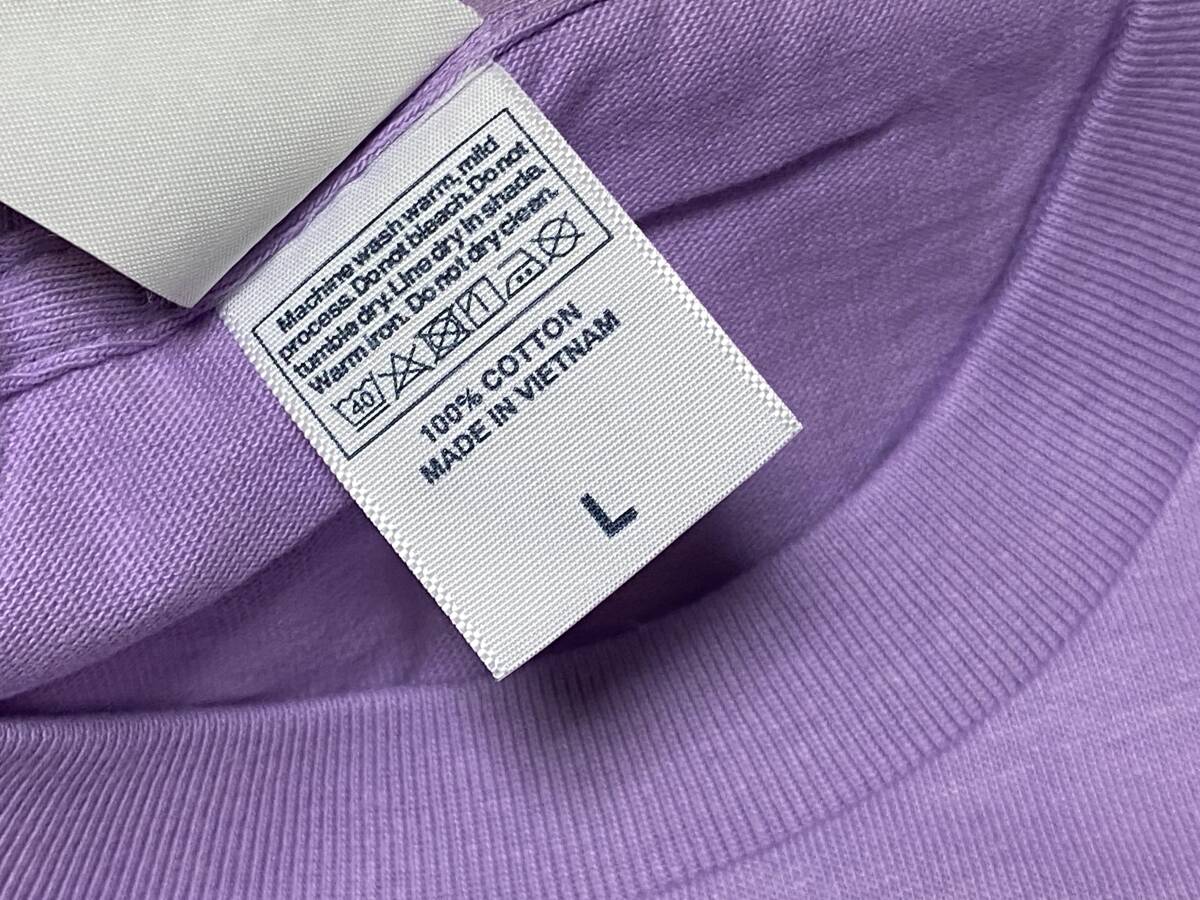 Machine wash warm, mild
process. Do not bleach. Do not
tumble dry. Line dry in shade.
Warm iron. Do not dry clean.
40
100% COTTON
MADE IN VIETNAM
L